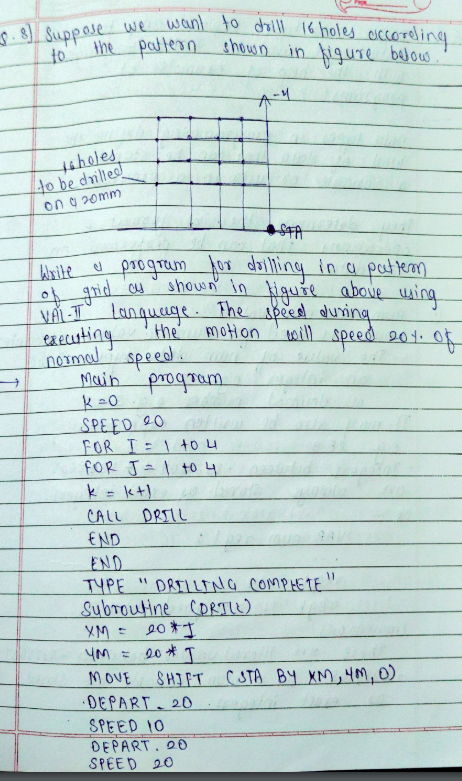 Q.8) Suppose we want to drill 16 holes according
to the pattern shown in figure below.
-Y
16 holes
to be drilled
on a 20mm
STA
Write a program for drilling in a pattern
of grid as shown in figure above using
VAL-II language. The speed during
executing the motion will speed 20% of
normal speed.
→ Main program
K=0
SPEED 20
FOR I = 1 to 4
FOR J = 1 to 4
K = K+1
CALL DRILL
END
END
TYPE "DRILLING COMPLETE"
Subroutine (DRILL)
XM = 20*I
YM = 20*J
MOVE SHIFT (STA BY XM, YM, 0)
DEPART - 20
SPEED 10
DEPART . 20
SPEED 20